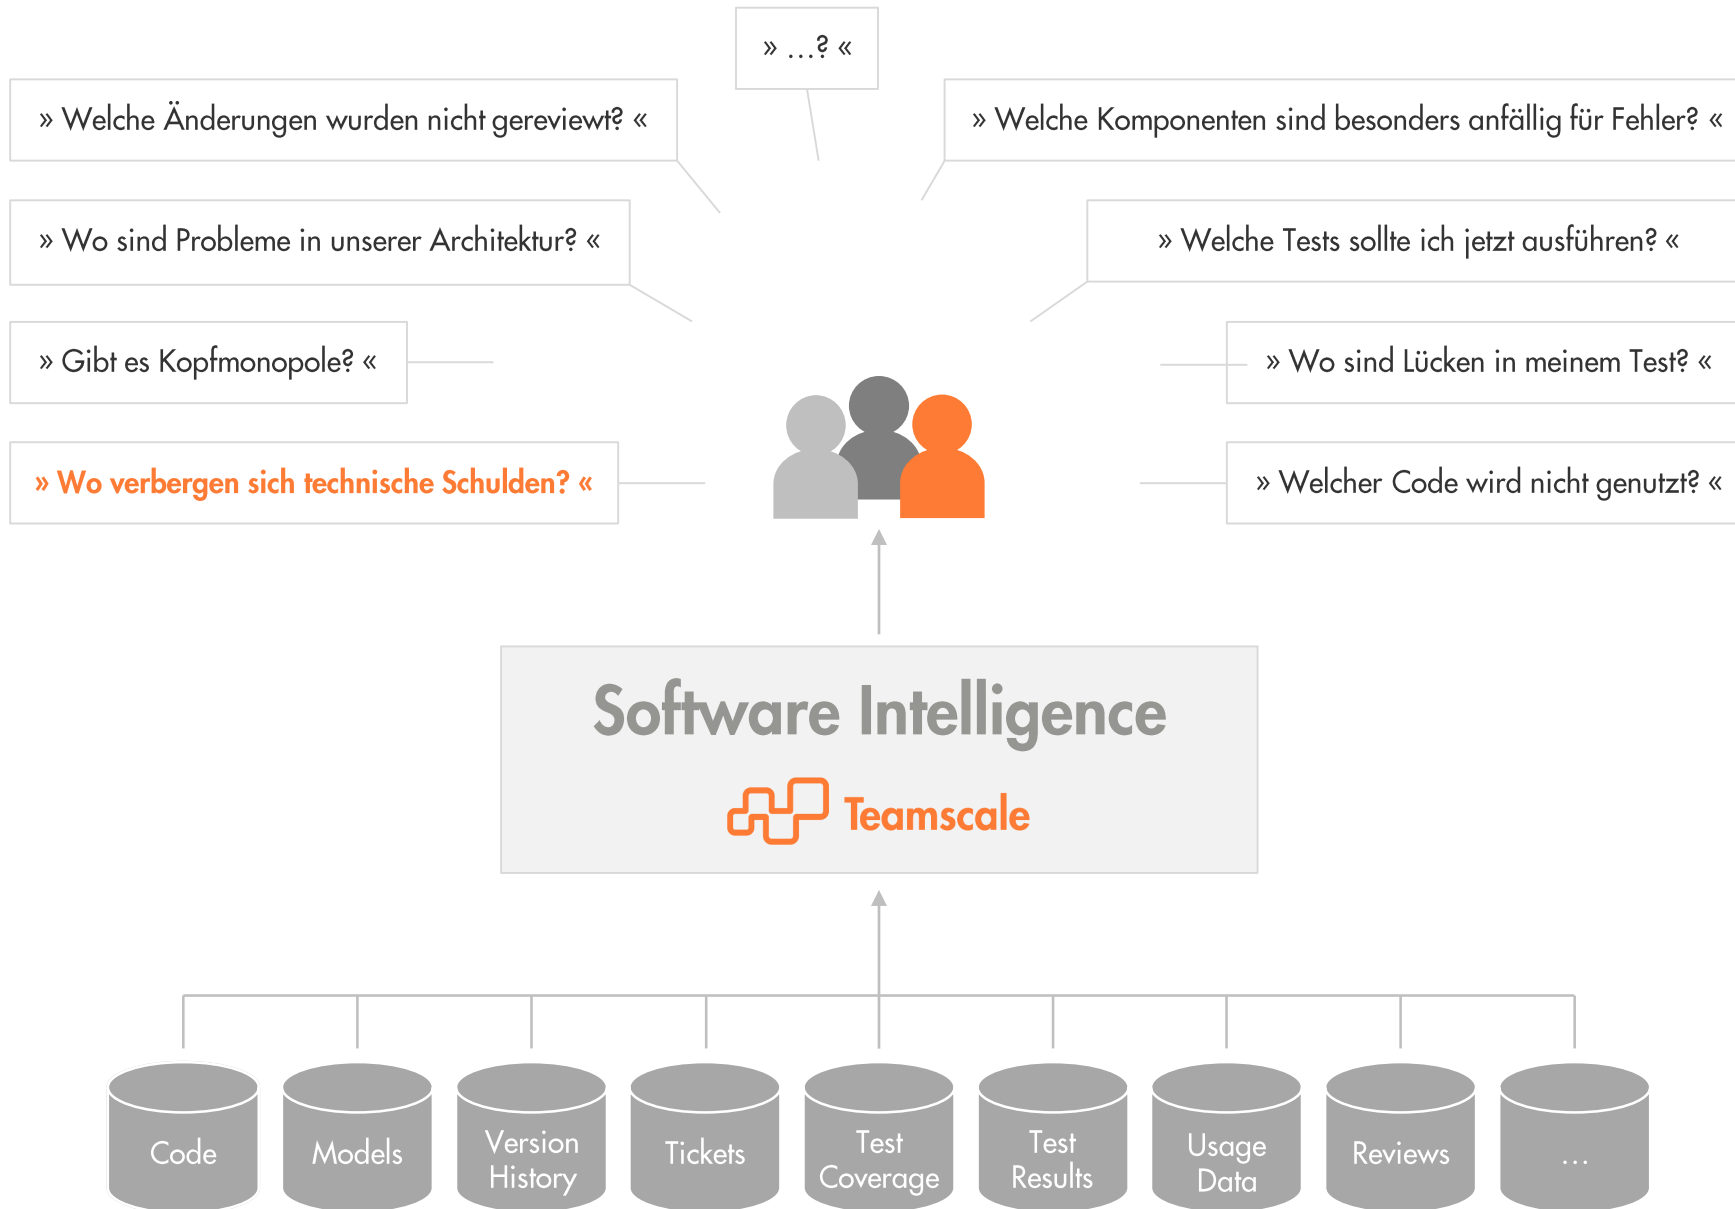 » ...? «
» Welche Änderungen wurden nicht gereviewt? «
» Welche Komponenten sind besonders anfällig für Fehler? «
» Wo sind Probleme in unserer Architektur? «
» Welche Tests sollte ich jetzt ausführen? «
» Gibt es Kopfmonopole? «
» Wo sind Lücken in meinem Test? «
» Wo verbergen sich technische Schulden? «
» Welcher Code wird nicht genutzt? «
Software Intelligence
Teamscale
Code
Models
Version
History
Tickets
Test
Coverage
Test
Results
Usage
Data
Reviews
...